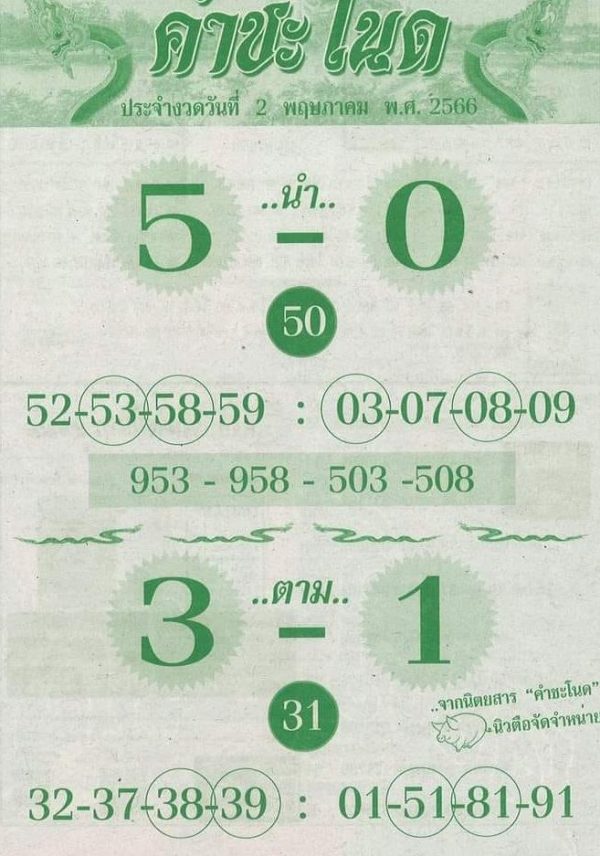 คำชะโนด
ประจำงวดวันที่ 2 พฤษภาคม พ.ศ. 2566
5 ..นำ.. - 0
50
52-53-58-59 : 03-07-08-09
953 - 958 - 503 -508
3 ..ตาม.. - 1
31
..จากนิตยสาร "คำชะโนด"
นิวตือจัดจำหน่าย
32-37-38-39 : 01-51-81-91